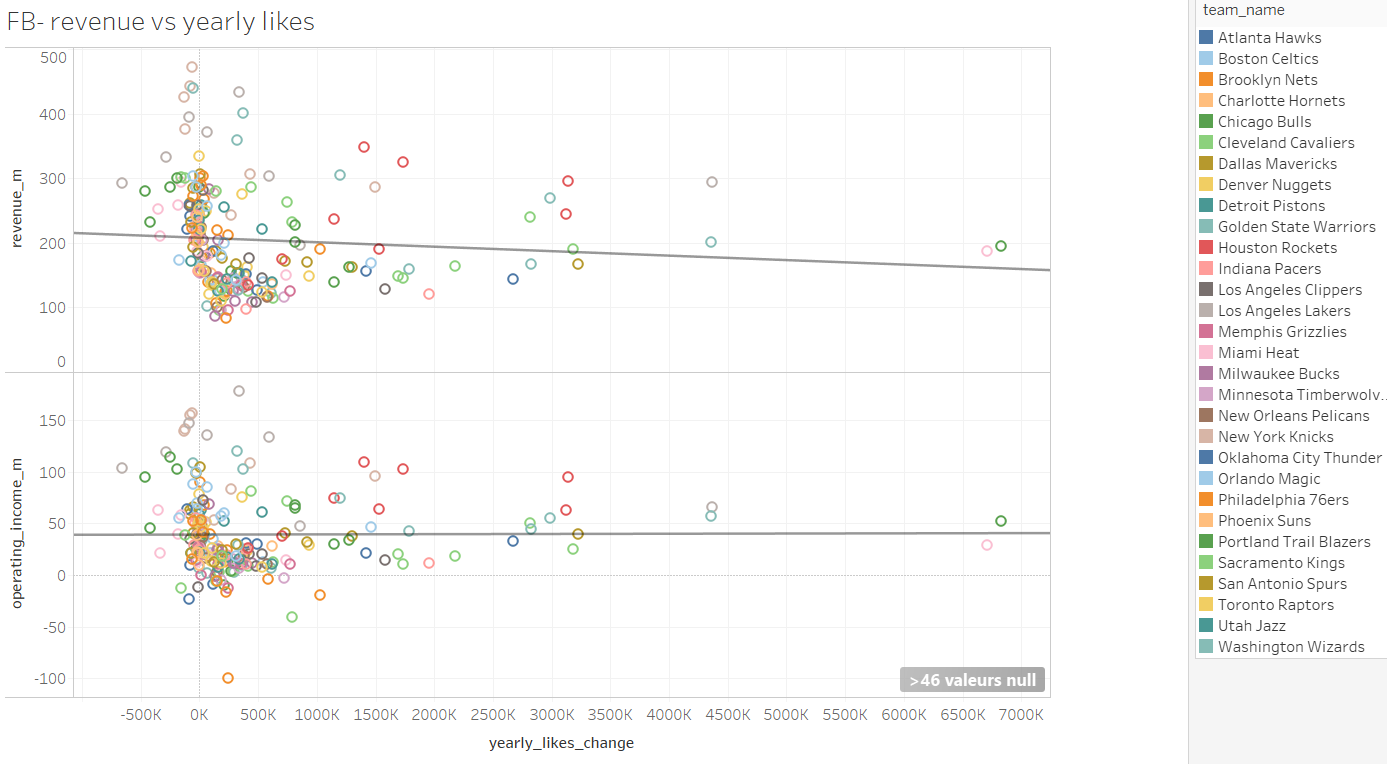 FB- revenue vs yearly likes
team_name
Atlanta Hawks
Boston Celtics
Brooklyn Nets
Charlotte Hornets
Chicago Bulls
Cleveland Cavaliers
Dallas Mavericks
Denver Nuggets
Detroit Pistons
Golden State Warriors
Houston Rockets
Indiana Pacers
Los Angeles Clippers
Los Angeles Lakers
Memphis Grizzlies
Miami Heat
Milwaukee Bucks
Minnesota Timberwolv..
New Orleans Pelicans
New York Knicks
Oklahoma City Thunder
Orlando Magic
Philadelphia 76ers
Phoenix Suns
Portland Trail Blazers
Sacramento Kings
San Antonio Spurs
Toronto Raptors
Utah Jazz
Washington Wizards
revenue_m
500
400
300
200
100
0
operating_income_m
150
100
50
0
-50
-100
>46 valeurs null
-500K 0K 500K 1000K 1500K 2000K 2500K 3000K 3500K 4000K 4500K 5000K 5500K 6000K 6500K 7000K
yearly_likes_change